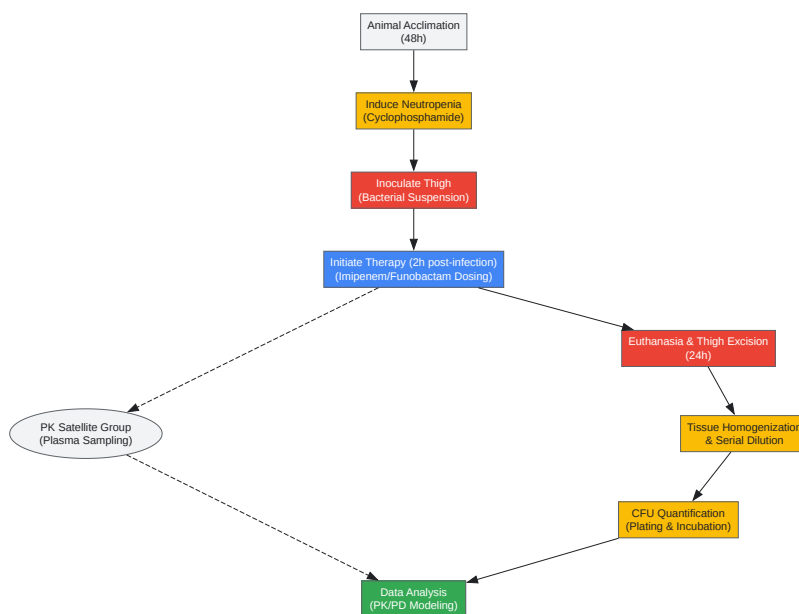 Animal Acclimation
(48h)
Induce Neutropenia
(Cyclophosphamide)
Inoculate Thigh
(Bacterial Suspension)
Initiate Therapy (2h post-infection)
(Imipenem/Funobactam Dosing)
Euthanasia & Thigh Excision
(24h)
PK Satellite Group
(Plasma Sampling)
Tissue Homogenization
& Serial Dilution
CFU Quantification
(Plating & Incubation)
Data Analysis
(PK/PD Modeling)